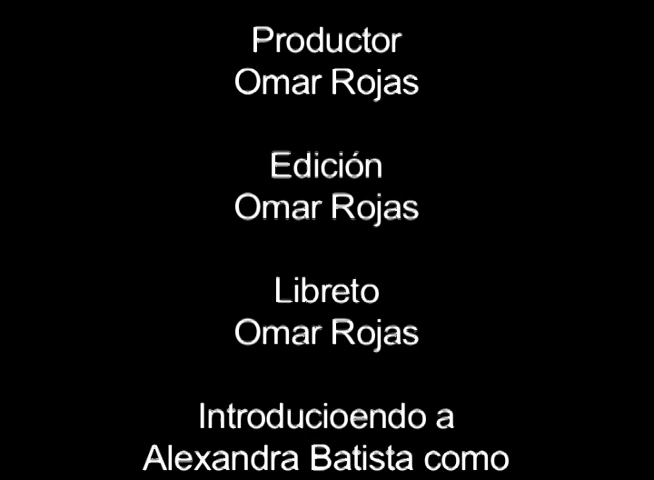 Productor
Omar Rojas
Edición
Omar Rojas
Libreto
Omar Rojas
Introducioendo a
Alexandra Batista como